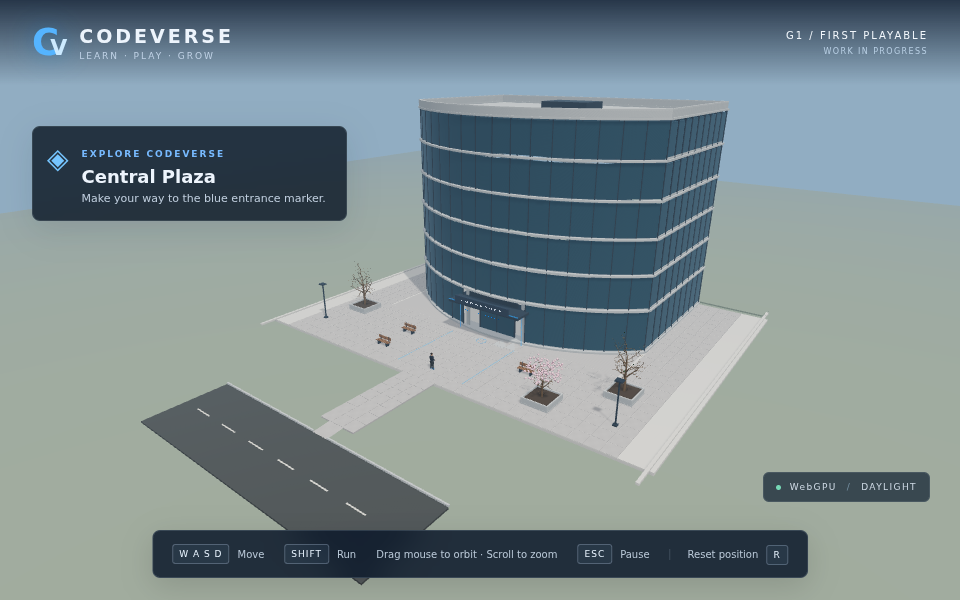 Cv CODEVERSE
LEARN · PLAY · GROW
G1 / FIRST PLAYABLE
WORK IN PROGRESS
EXPLORE CODEVERSE
Central Plaza
Make your way to the blue entrance marker.
WebGPU / DAYLIGHT
W A S D Move SHIFT Run Drag mouse to orbit · Scroll to zoom ESC Pause | Reset position R